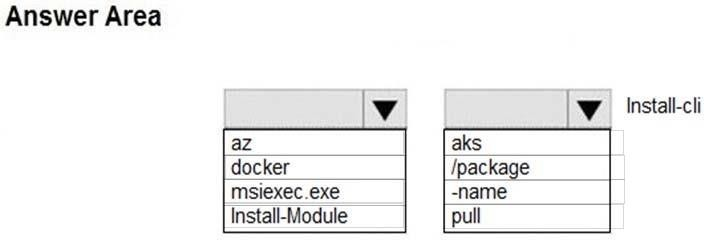 Answer Area
Install-cli
az aks
docker /package
msiexec.exe -name
Install-Module pull